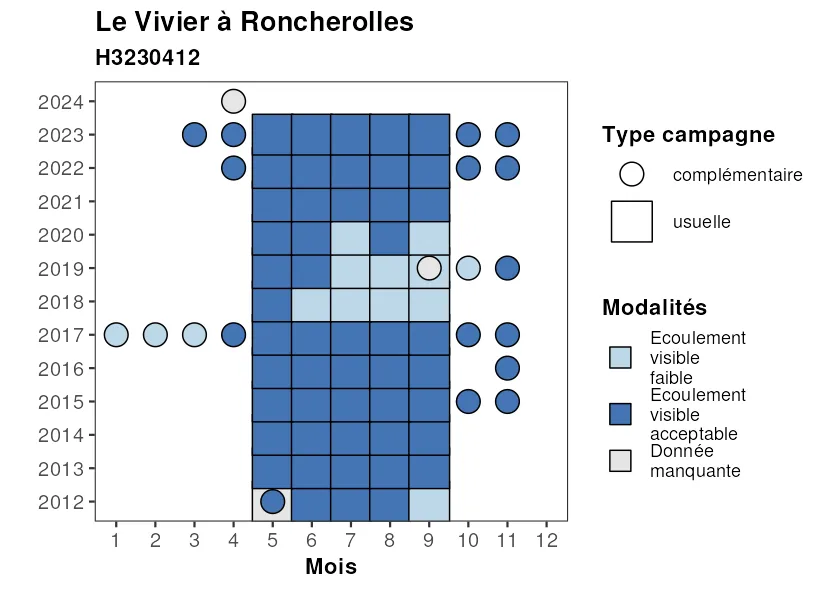 Le Vivier à Roncherolles
H3230412
2024
2023
2022
2021
2020
2019
2018
2017
2016
2015
2014
2013
2012
1 2 3 4 5 6 7 8 9 10 11 12
Mois
Type campagne
complémentaire
usuelle
Modalités
Ecoulement
visible
faible
Ecoulement
visible
acceptable
Donnée
manquante